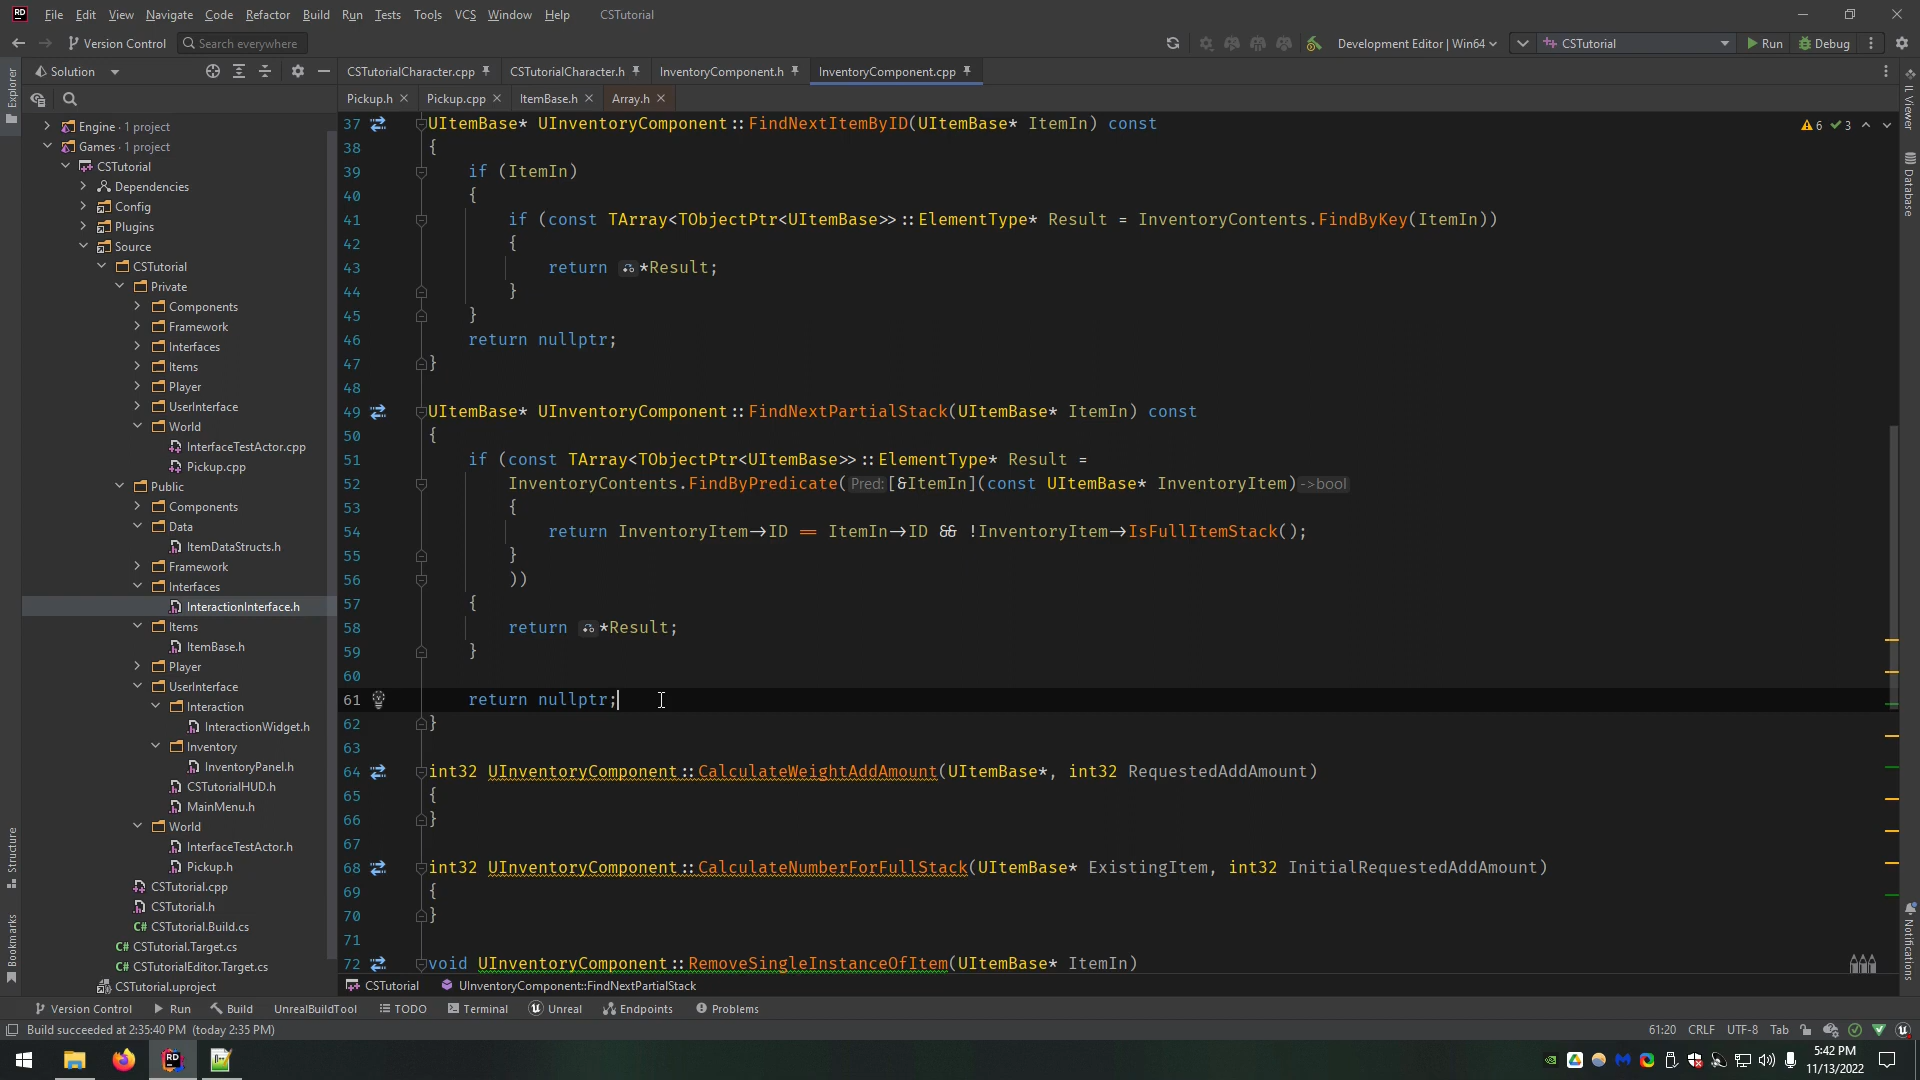 RD File Edit View Navigate Code Refactor Build Run Tests Tools VCS Window Help CSTutorial
Version Control Search everywhere Development Editor | Win64 CSTutorial Run Debug
Solution
CSTutorialCharacter.cpp CSTutorialCharacter.h InventoryComponent.h InventoryComponent.cpp
Pickup.h Pickup.cpp ItemBase.h Array.h
Explorer
Structure
Bookmarks
Engine · 1 project
Games · 1 project
CSTutorial
Dependencies
Config
Plugins
Source
CSTutorial
Private
Components
Framework
Interfaces
Items
Player
UserInterface
World
InterfaceTestActor.cpp
Pickup.cpp
Public
Components
Data
ItemDataStructs.h
Framework
Interfaces
InteractionInterface.h
Items
ItemBase.h
Player
UserInterface
Interaction
InteractionWidget.h
Inventory
InventoryPanel.h
CSTutorialHUD.h
MainMenu.h
World
InterfaceTestActor.h
Pickup.h
CSTutorial.cpp
CSTutorial.h
C# CSTutorial.Build.cs
C# CSTutorial.Target.cs
C# CSTutorialEditor.Target.cs
CSTutorial.uproject
37 UItemBase* UInventoryComponent::FindNextItemByID(UItemBase* ItemIn) const
38 {
39 if (ItemIn)
40 {
41 if (const TArray<TObjectPtr<UItemBase>>::ElementType* Result = InventoryContents.FindByKey(ItemIn))
42 {
43 return *Result;
44 }
45 }
46 return nullptr;
47 }
48
49 UItemBase* UInventoryComponent::FindNextPartialStack(UItemBase* ItemIn) const
50 {
51 if (const TArray<TObjectPtr<UItemBase>>::ElementType* Result =
52 InventoryContents.FindByPredicate(Pred:[&ItemIn](const UItemBase* InventoryItem)->bool
53 {
54 return InventoryItem->ID == ItemIn->ID && !InventoryItem->IsFullItemStack();
55 }
56 ))
57 {
58 return *Result;
59 }
60
61 return nullptr;
62 }
63
64 int32 UInventoryComponent::CalculateWeightAddAmount(UItemBase*, int32 RequestedAddAmount)
65 {
66 }
67
68 int32 UInventoryComponent::CalculateNumberForFullStack(UItemBase* ExistingItem, int32 InitialRequestedAddAmount)
69 {
70 }
71
72 void UInventoryComponent::RemoveSingleInstanceOfItem(UItemBase* ItemIn)
6 3
IL Viewer
Database
Notifications
CSTutorial UInventoryComponent::FindNextPartialStack
Version Control Run Build UnrealBuildTool TODO Terminal Unreal Endpoints Problems
Build succeeded at 2:35:40 PM (today 2:35 PM) 61:20 CRLF UTF-8 Tab
5:42 PM
11/13/2022